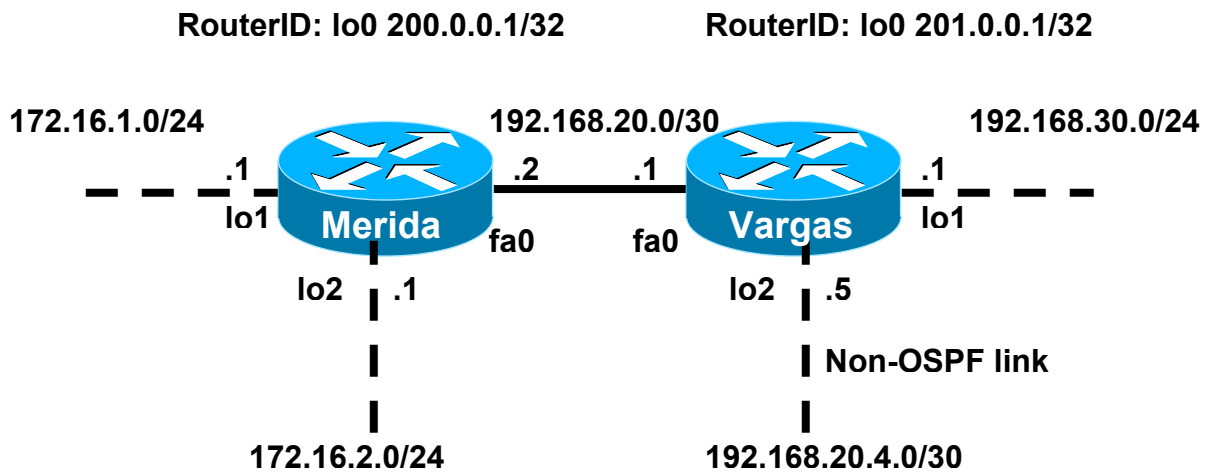 RouterID: lo0 200.0.0.1/32 RouterID: lo0 201.0.0.1/32
172.16.1.0/24 192.168.20.0/30 192.168.30.0/24
.1 .2 .1 .1
lo1 Merida fa0 fa0 Vargas lo1
lo2 .1 lo2 .5
Non-OSPF link
172.16.2.0/24 192.168.20.4.0/30